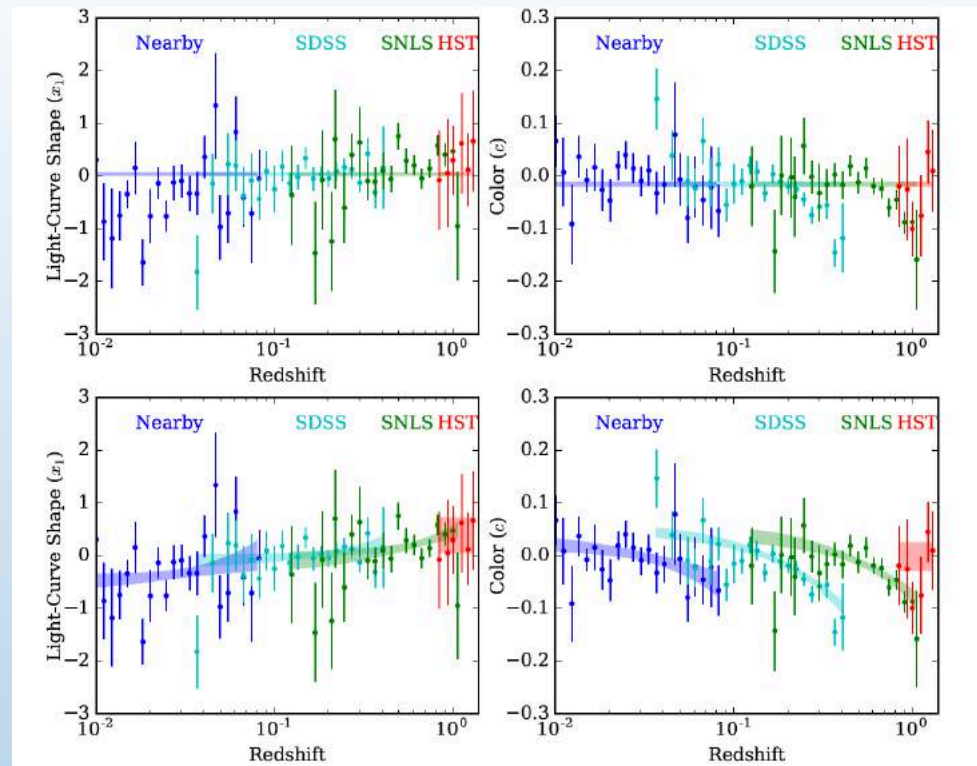 Nearby SDSS SNLS HST
Light-Curve Shape (x₁)
3
2
1
0
−1
−2
−3
10⁻² 10⁻¹ 10⁰
Redshift
Nearby SDSS SNLS HST
Color (c)
0.3
0.2
0.1
0.0
−0.1
−0.2
−0.3
10⁻² 10⁻¹ 10⁰
Redshift
Nearby SDSS SNLS HST
Light-Curve Shape (x₁)
3
2
1
0
−1
−2
−3
10⁻² 10⁻¹ 10⁰
Redshift
Nearby SDSS SNLS HST
Color (c)
0.3
0.2
0.1
0.0
−0.1
−0.2
−0.3
10⁻² 10⁻¹ 10⁰
Redshift